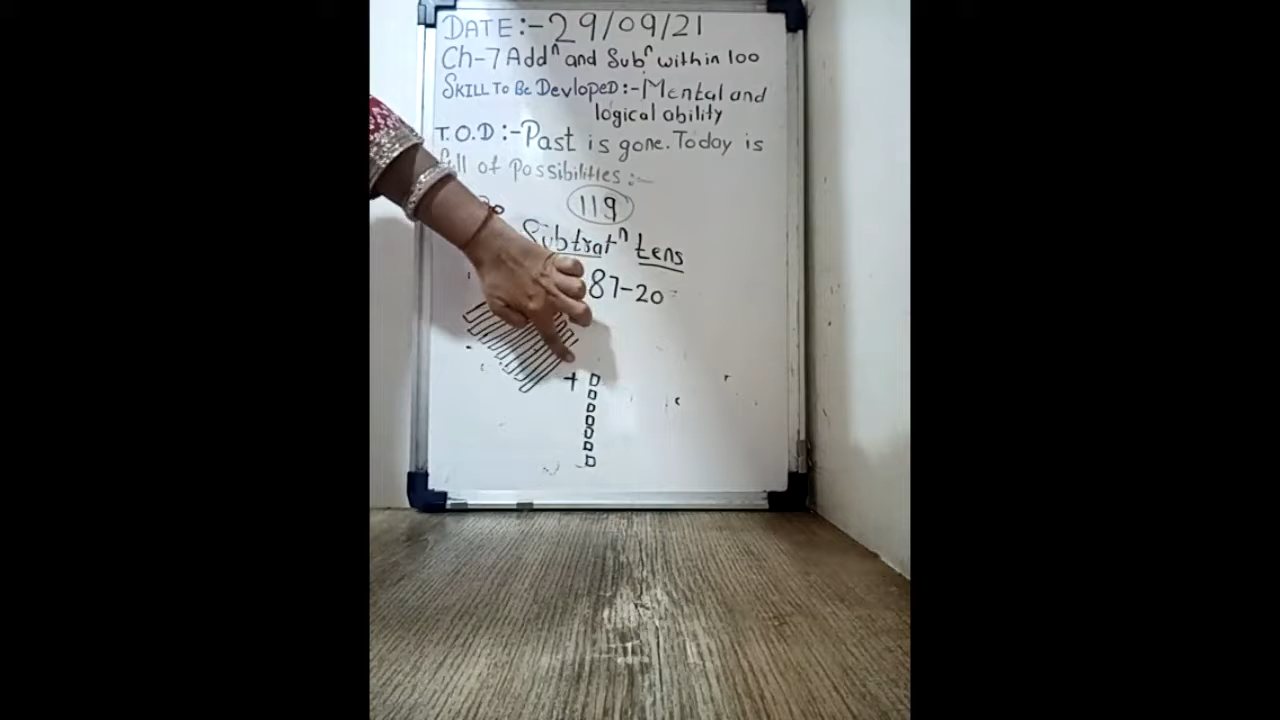 DATE:-29/09/21
Ch-7 Addⁿ and Subⁿ within 100
SKILL TO BE DEVLOPED:-Mental and
logical ability
T.O.D:-Past is gone. Today is
full of possibilities:-
119
Subtratⁿ tens
87-20=
+